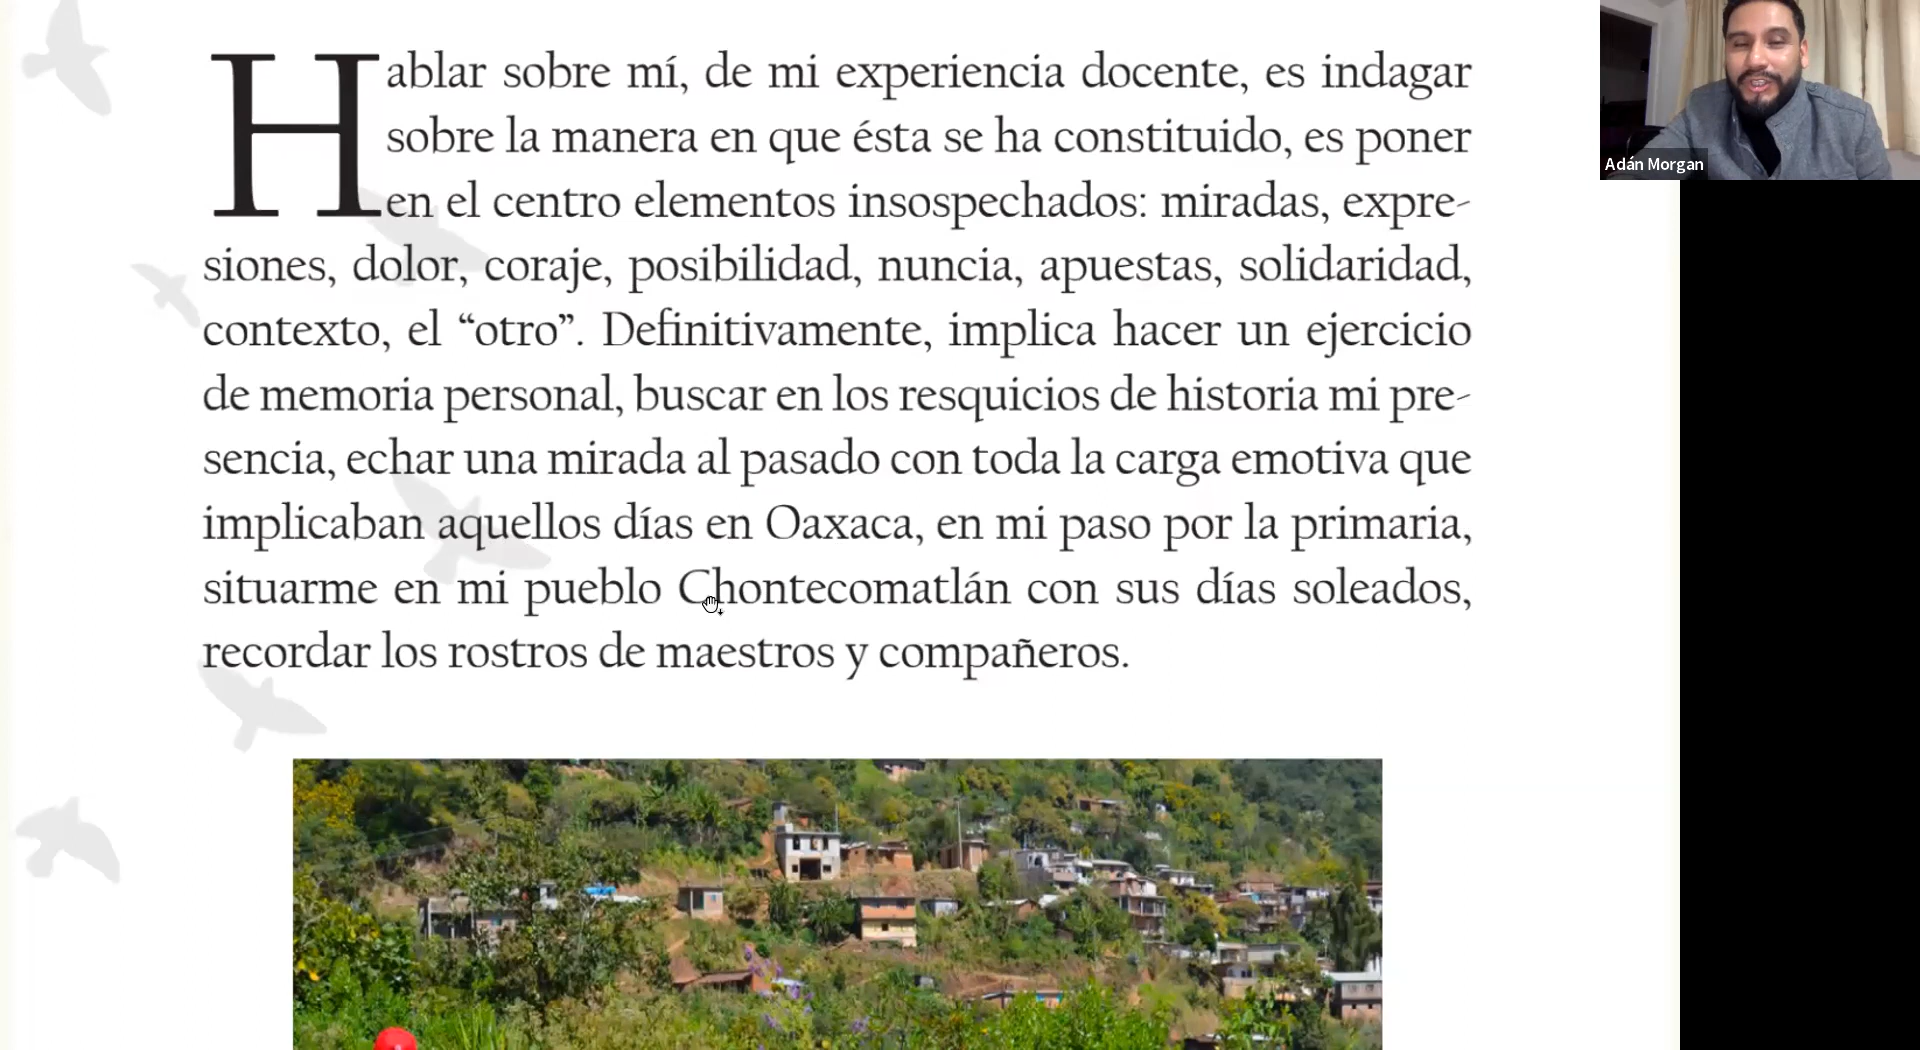 Hablar sobre mí, de mi experiencia docente, es indagar
sobre la manera en que ésta se ha constituido, es poner
en el centro elementos insospechados: miradas, expre-
siones, dolor, coraje, posibilidad, nuncia, apuestas, solidaridad,
contexto, el “otro”. Definitivamente, implica hacer un ejercicio
de memoria personal, buscar en los resquicios de historia mi pre-
sencia, echar una mirada al pasado con toda la carga emotiva que
implicaban aquellos días en Oaxaca, en mi paso por la primaria,
situarme en mi pueblo Chontecomatlán con sus días soleados,
recordar los rostros de maestros y compañeros.
Adán Morgan